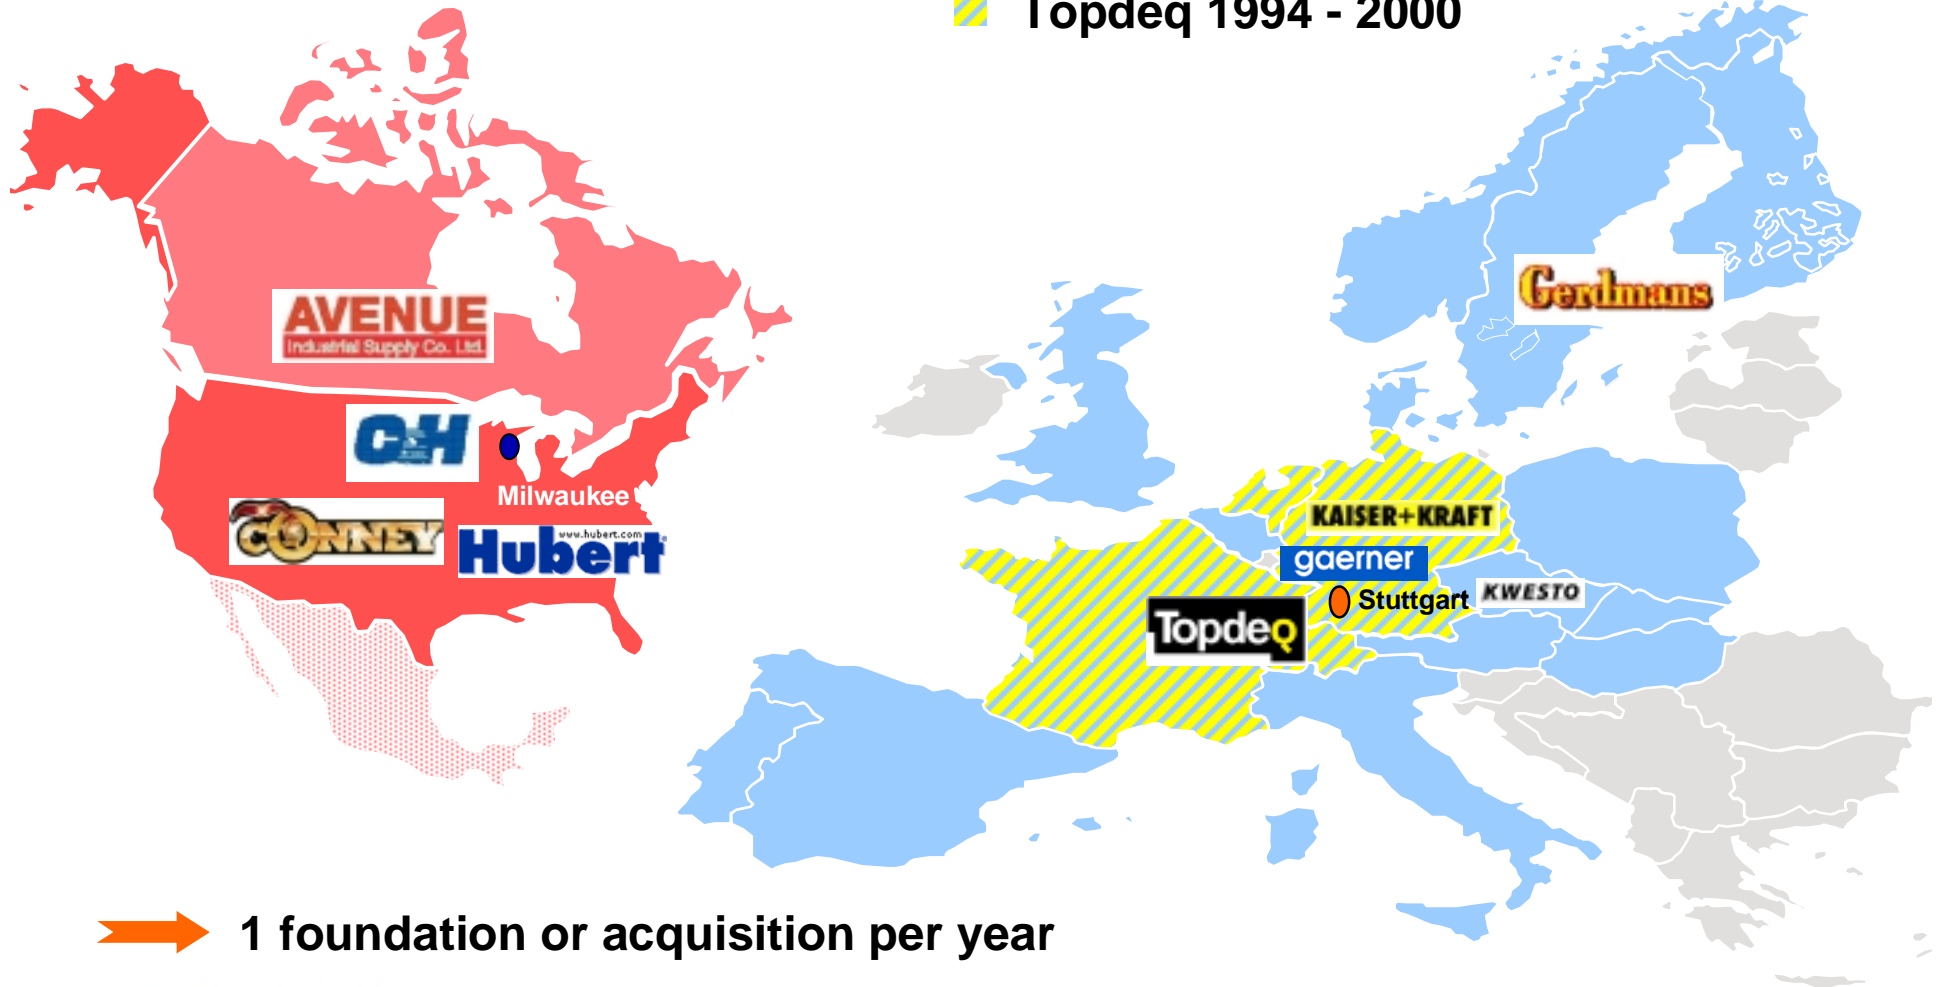 Topdeq 1994 - 2000
AVENUE
Industrial Supply Co. Ltd.
Gerdmans
C&H
Milwaukee
CONNEY
www.hubert.com
Hubert
KAISER+KRAFT
gaerner
Stuttgart
KWESTO
Topdeq
1 foundation or acquisition per year